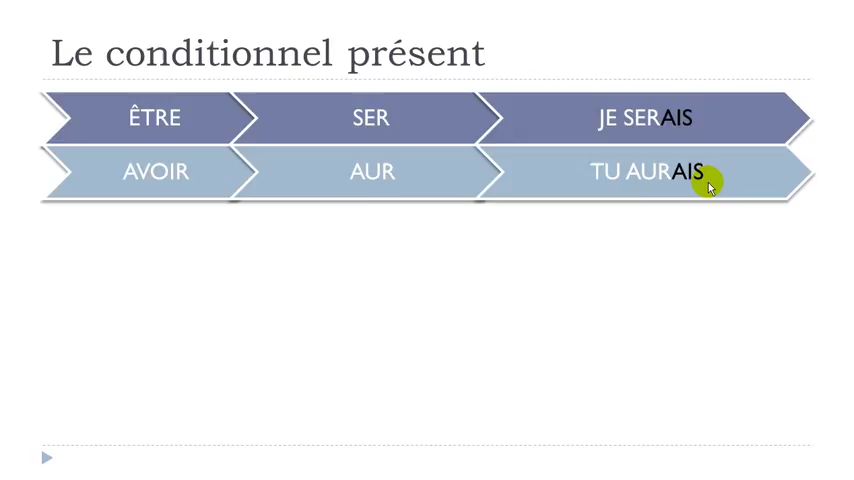 Le conditionnel présent
ÊTRE SER JE SERAIS
AVOIR AUR TU AURAIS